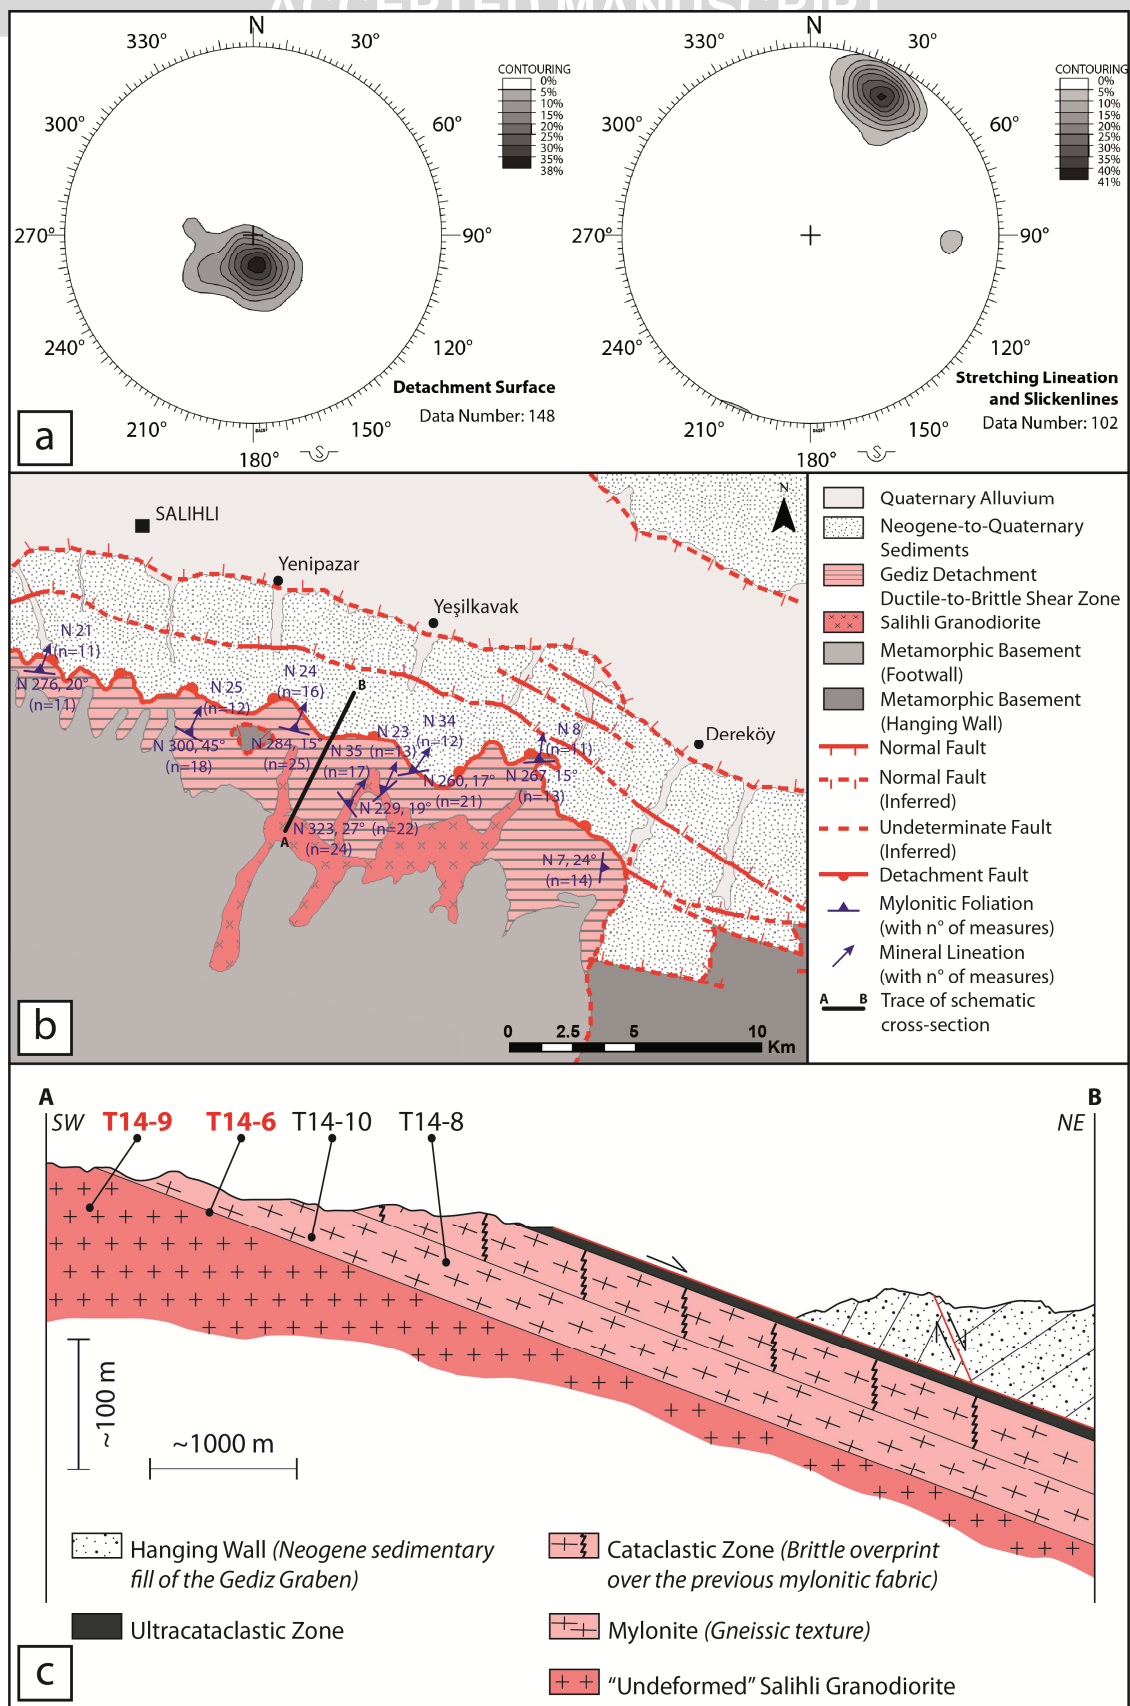 ACCEPTED MANUSCRIPT
N
330°
30°
300°
60°
270°
90°
240°
120°
210°
150°
180°
S
CONTOURING
0%
5%
10%
15%
20%
25%
30%
35%
38%
Detachment Surface
Data Number: 148
N
330°
30°
300°
60°
270°
90°
240°
120°
210°
150°
180°
S
CONTOURING
0%
5%
10%
15%
20%
25%
30%
35%
40%
41%
Stretching Lineation
and Slickenlines
Data Number: 102
a
SALIHLI
Yenipazar
Yeşilkavak
Dereköy
N
N 21
(n=11)
N 276, 20°
(n=11)
N 25
(n=12)
N 300, 45°
(n=18)
N 24
(n=16)
N 284, 15°
(n=25)
B
A
N 35
(n=17)
N 23
(n=13)
N 34
(n=12)
N 229, 19°
(n=22)
N 323, 27°
(n=24)
N 260, 17°
(n=21)
N 8
(n=11)
N 267, 15°
(n=13)
N 7, 24°
(n=14)
0 2.5 5 10
Km
b
Quaternary Alluvium
Neogene-to-Quaternary
Sediments
Gediz Detachment
Ductile-to-Brittle Shear Zone
Salihli Granodiorite
Metamorphic Basement
(Footwall)
Metamorphic Basement
(Hanging Wall)
Normal Fault
Normal Fault
(Inferred)
Undeterminate Fault
(Inferred)
Detachment Fault
Mylonitic Foliation
(with n° of measures)
Mineral Lineation
(with n° of measures)
A B Trace of schematic
cross-section
A
B
SW T14-9 T14-6 T14-10 T14-8 NE
~100 m
~1000 m
Hanging Wall (Neogene sedimentary
fill of the Gediz Graben)
Ultracataclastic Zone
Cataclastic Zone (Brittle overprint
over the previous mylonitic fabric)
Mylonite (Gneissic texture)
“Undeformed” Salihli Granodiorite
c